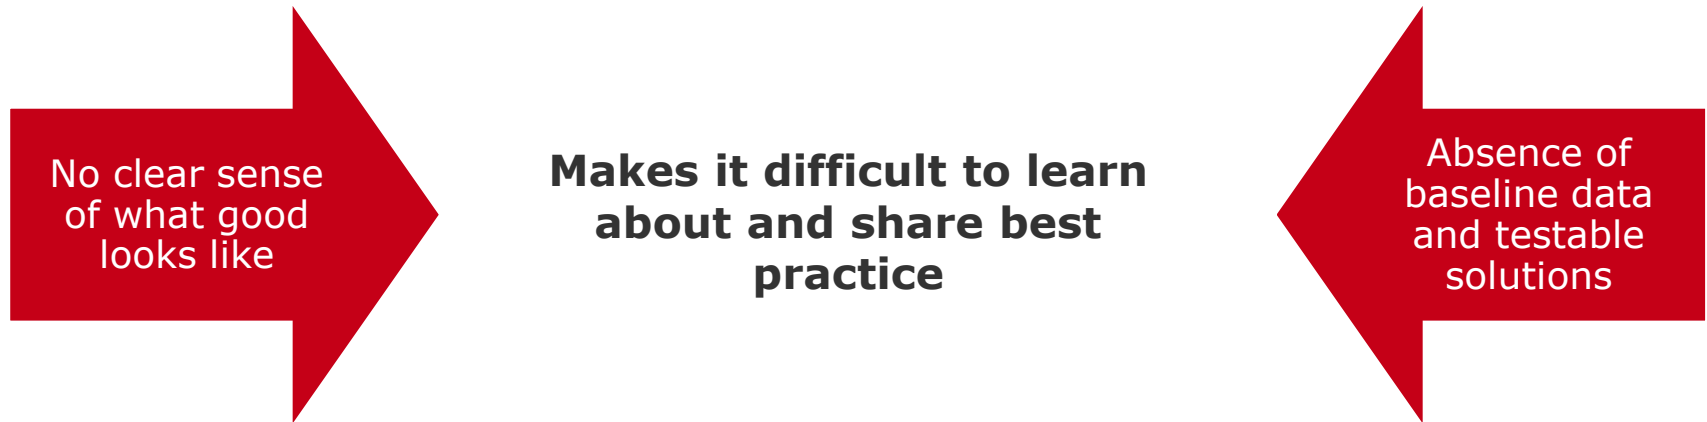 No clear sense
of what good
looks like
Makes it difficult to learn
about and share best
practice
Absence of
baseline data
and testable
solutions